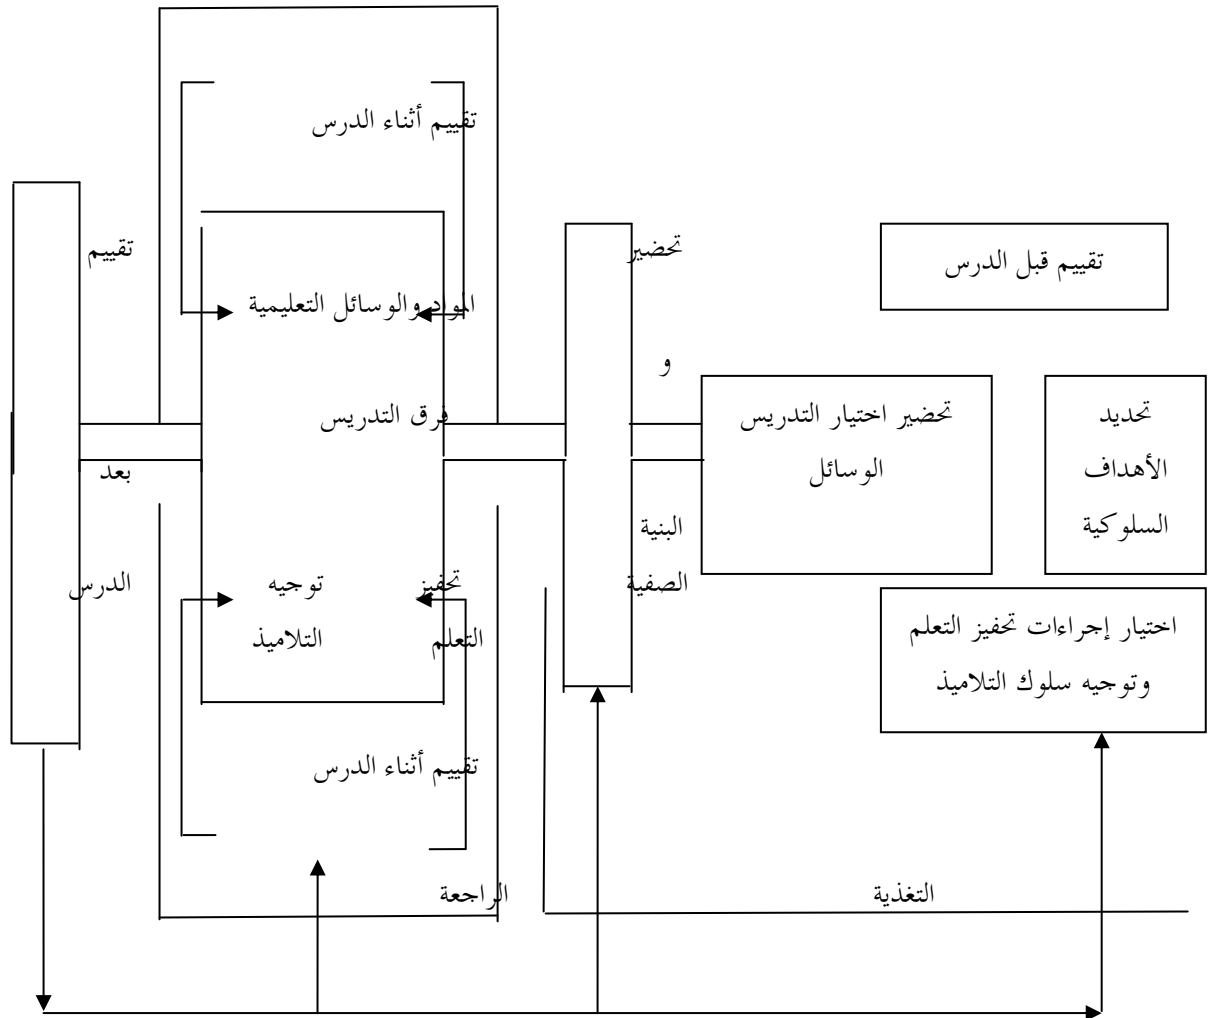 تقييم أثناء الدرس
تقييم قبل الدرس
تحضير
تقييم
المواد والوسائل التعليمية
و
تحديد
الأهداف
السلوكية
تحضير اختيار التدريس
الوسائل
فرق التدريس
بعد
البنية
الصفية
تحفيز
التعلم
توجيه
التلاميذ
الدرس
اختيار إجراءات تحفيز التعلم
وتوجيه سلوك التلاميذ
تقييم أثناء الدرس
التغذية
الراجعة